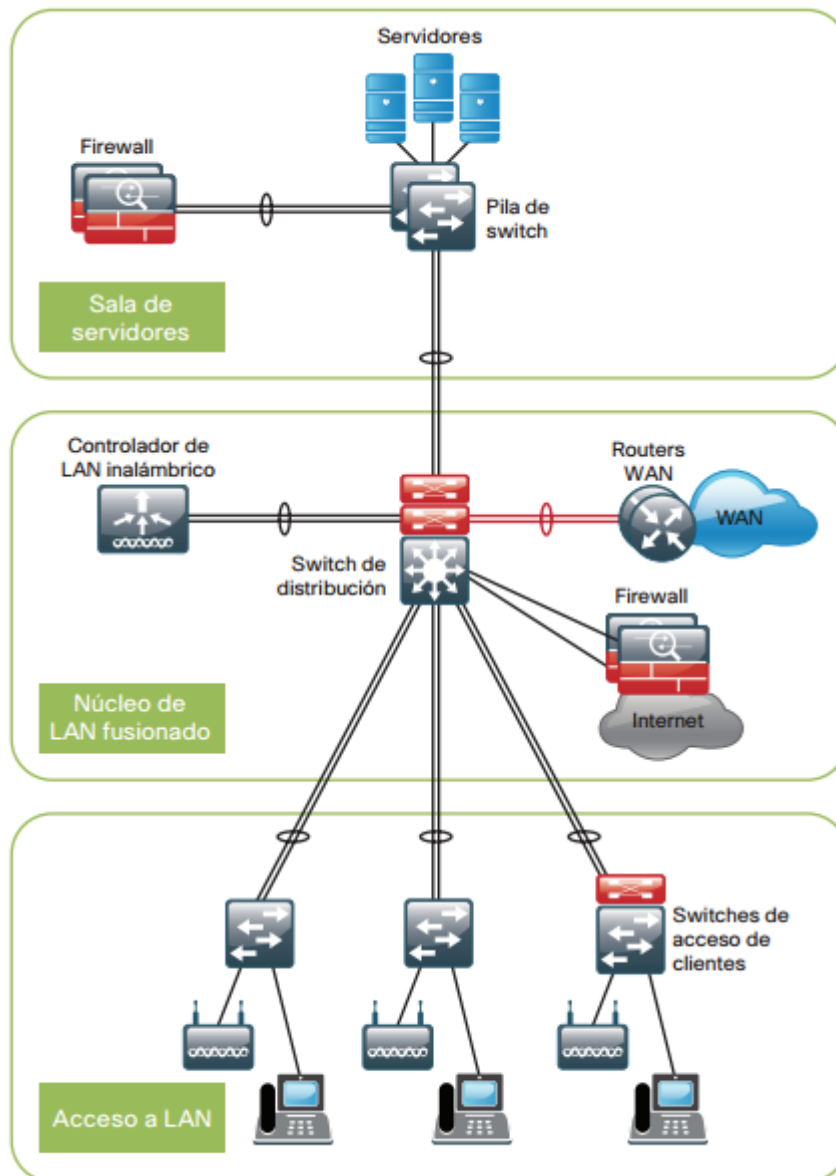 Servidores
Firewall
Pila de
switch
Sala de
servidores
Controlador de
LAN inalámbrico
Routers
WAN
WAN
Switch de
distribución
Firewall
Internet
Núcleo de
LAN fusionado
Switches de
acceso de
clientes
Acceso a LAN